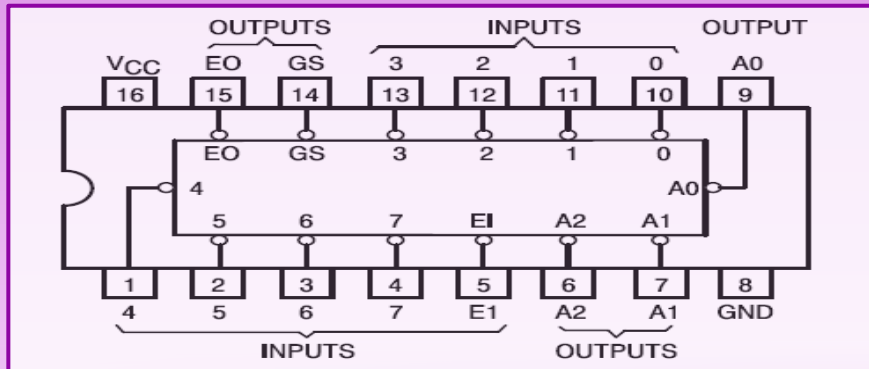 OUTPUTS INPUTS OUTPUT
VCC EO GS 3 2 1 0 A0
16 15 14 13 12 11 10 9
EO GS 3 2 1 0
4 A0
5 6 7 EI A2 A1
1 2 3 4 5 6 7 8
4 5 6 7 E1 A2 A1 GND
INPUTS OUTPUTS